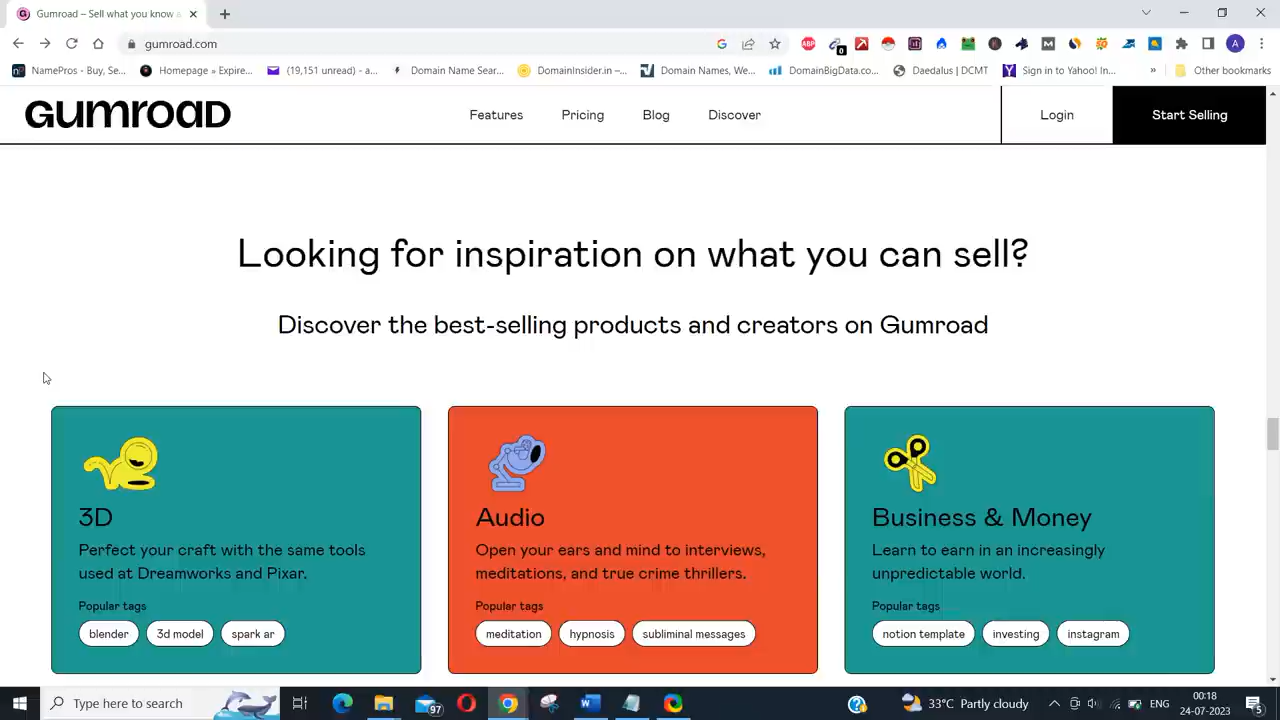 Gumroad – Sell what you know a
gumroad.com
ABP
0
A
NamePros - Buy, Se...
Homepage » Expire...
(19,151 unread) - a...
Domain Name Sear...
DomainInsider.in –...
Domain Names, We...
DomainBigData.co...
Daedalus | DCMT
Sign in to Yahoo! In...
»
Other bookmarks
GUMROAD
Features
Pricing
Blog
Discover
Login
Start Selling
Looking for inspiration on what you can sell?
Discover the best-selling products and creators on Gumroad
3D
Perfect your craft with the same tools
used at Dreamworks and Pixar.
Popular tags
blender
3d model
spark ar
Audio
Open your ears and mind to interviews,
meditations, and true crime thrillers.
Popular tags
meditation
hypnosis
subliminal messages
Business & Money
Learn to earn in an increasingly
unpredictable world.
Popular tags
notion template
investing
instagram
Type here to search
97
33°C Partly cloudy
ENG
00:18
24-07-2023
5